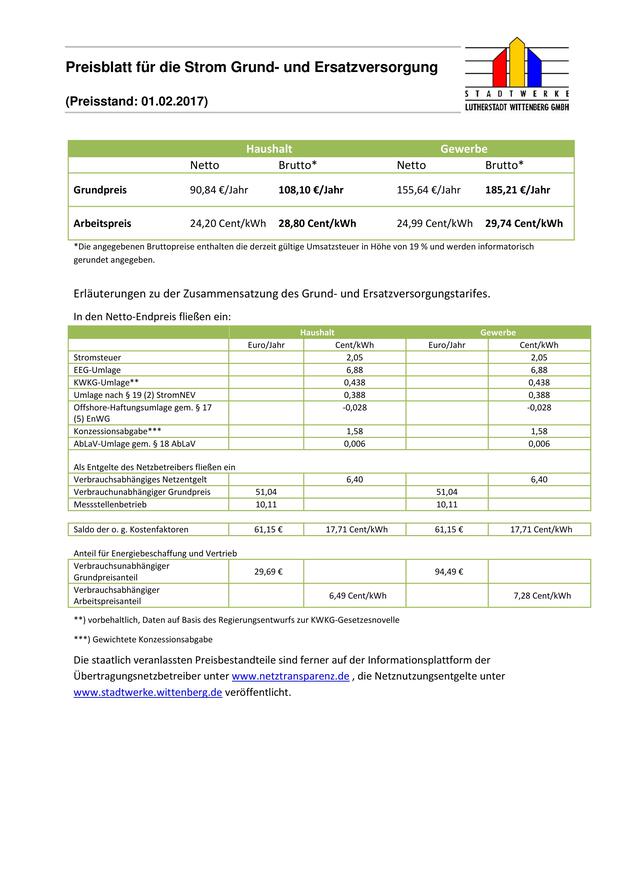 Preisblatt für die Strom Grund- und Ersatzversorgung
(Preisstand: 01.02.2017)
S T A D T W E R K E
LUTHERSTADT WITTENBERG GMBH
Haushalt Gewerbe
Netto Brutto* Netto Brutto*
Grundpreis 90,84 €/Jahr 108,10 €/Jahr 155,64 €/Jahr 185,21 €/Jahr
Arbeitspreis 24,20 Cent/kWh 28,80 Cent/kWh 24,99 Cent/kWh 29,74 Cent/kWh
*Die angegebenen Bruttopreise enthalten die derzeit gültige Umsatzsteuer in Höhe von 19 % und werden informatorisch
gerundet angegeben.
Erläuterungen zu der Zusammensatzung des Grund- und Ersatzversorgungstarifes.
In den Netto-Endpreis fließen ein:
Haushalt Gewerbe
Euro/Jahr Cent/kWh Euro/Jahr Cent/kWh
Stromsteuer 2,05 2,05
EEG-Umlage 6,88 6,88
KWKG-Umlage** 0,438 0,438
Umlage nach § 19 (2) StromNEV 0,388 0,388
Offshore-Haftungsumlage gem. § 17 -0,028 -0,028
(5) EnWG
Konzessionsabgabe*** 1,58 1,58
AbLaV-Umlage gem. § 18 AbLaV 0,006 0,006
Als Entgelte des Netzbetreibers fließen ein
Verbrauchsabhängiges Netzentgelt 6,40 6,40
Verbrauchunabhängiger Grundpreis 51,04 51,04
Messstellenbetrieb 10,11 10,11
Saldo der o. g. Kostenfaktoren 61,15 € 17,71 Cent/kWh 61,15 € 17,71 Cent/kWh
Anteil für Energiebeschaffung und Vertrieb
Verbrauchsunabhängiger
Grundpreisanteil 29,69 € 94,49 €
Verbrauchsabhängiger
Arbeitspreisanteil 6,49 Cent/kWh 7,28 Cent/kWh
**) vorbehaltlich, Daten auf Basis des Regierungsentwurfs zur KWKG-Gesetzesnovelle
***) Gewichtete Konzessionsabgabe
Die staatlich veranlassten Preisbestandteile sind ferner auf der Informationsplattform der
Übertragungsnetzbetreiber unter www.netztransparenz.de , die Netznutzungsentgelte unter
www.stadtwerke.wittenberg.de veröffentlicht.